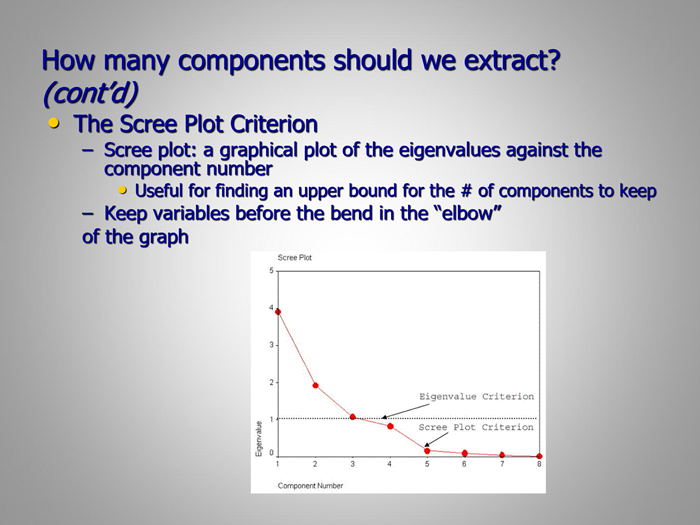 How many components should we extract?
(cont’d)
• The Scree Plot Criterion
– Scree plot: a graphical plot of the eigenvalues against the
component number
• Useful for finding an upper bound for the # of components to keep
– Keep variables before the bend in the “elbow”
of the graph
Scree Plot
5
4
3
2
Eigenvalue Criterion
1
Scree Plot Criterion
Eigenvalue
0
1 2 3 4 5 6 7 8
Component Number